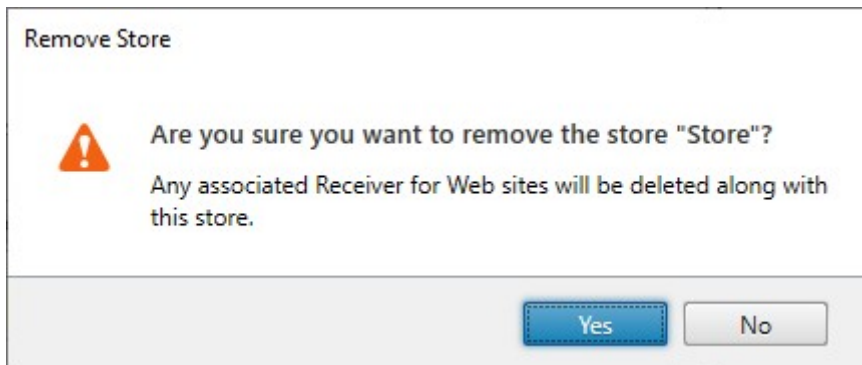 Remove Store
Are you sure you want to remove the store "Store"?
Any associated Receiver for Web sites will be deleted along with
this store.
Yes
No